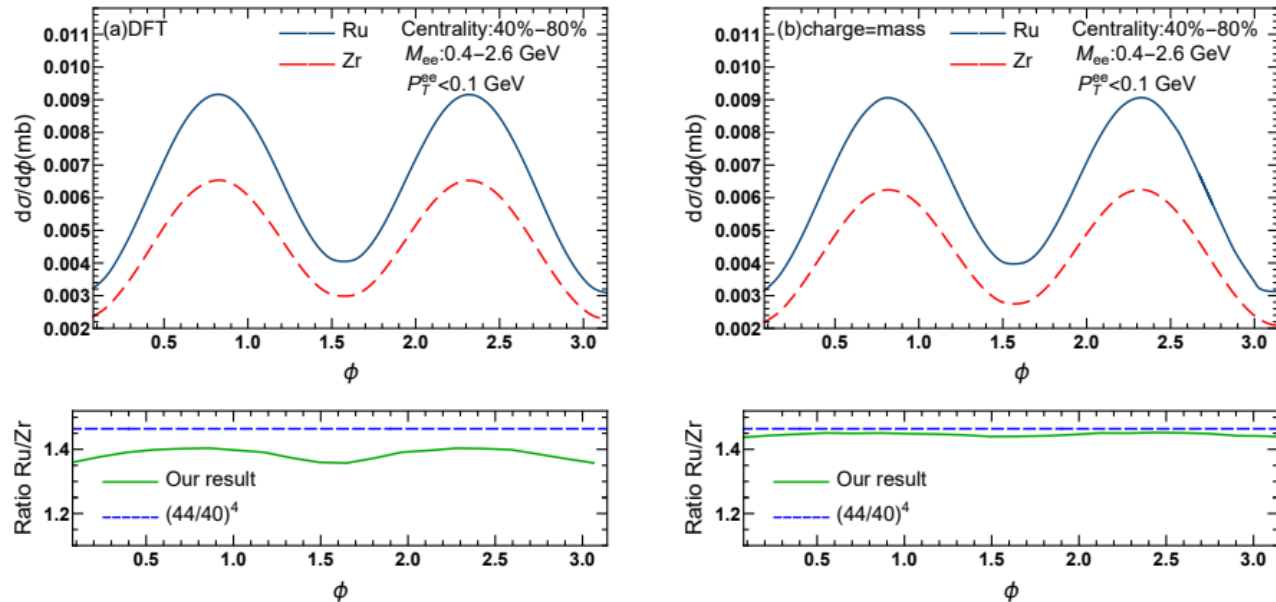 (a)DFT
Ru
Zr
Centrality:40%−80%
Mee:0.4−2.6 GeV
P_T^ee<0.1 GeV
0.011
0.010
0.009
0.008
0.007
0.006
0.005
0.004
0.003
0.002
dσ/dϕ(mb)
0.5 1.0 1.5 2.0 2.5 3.0
ϕ
(b)charge=mass
Ru
Zr
Centrality:40%−80%
Mee:0.4−2.6 GeV
P_T^ee<0.1 GeV
0.011
0.010
0.009
0.008
0.007
0.006
0.005
0.004
0.003
0.002
dσ/dϕ(mb)
0.5 1.0 1.5 2.0 2.5 3.0
ϕ
Ratio Ru/Zr
1.4
1.2
Our result
(44/40)^4
0.5 1.0 1.5 2.0 2.5 3.0
ϕ
Ratio Ru/Zr
1.4
1.2
Our result
(44/40)^4
0.5 1.0 1.5 2.0 2.5 3.0
ϕ